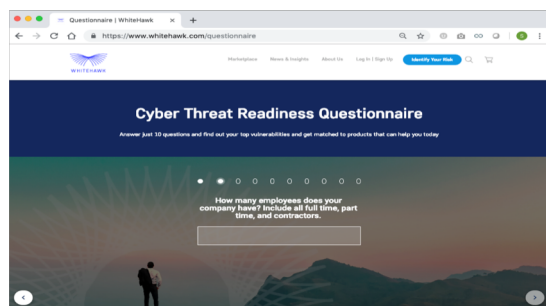 Questionnaire | WhiteHawk
https://www.whitehawk.com/questionnaire
WHITEHAWK
Marketplace News & Insights About Us Log In | Sign Up Identify Your Risk
Cyber Threat Readiness Questionnaire
Answer just 10 questions and find out your top vulnerabilities and get matched to products that can help you today
How many employees does your
company have? Include all full time, part
time, and contractors.